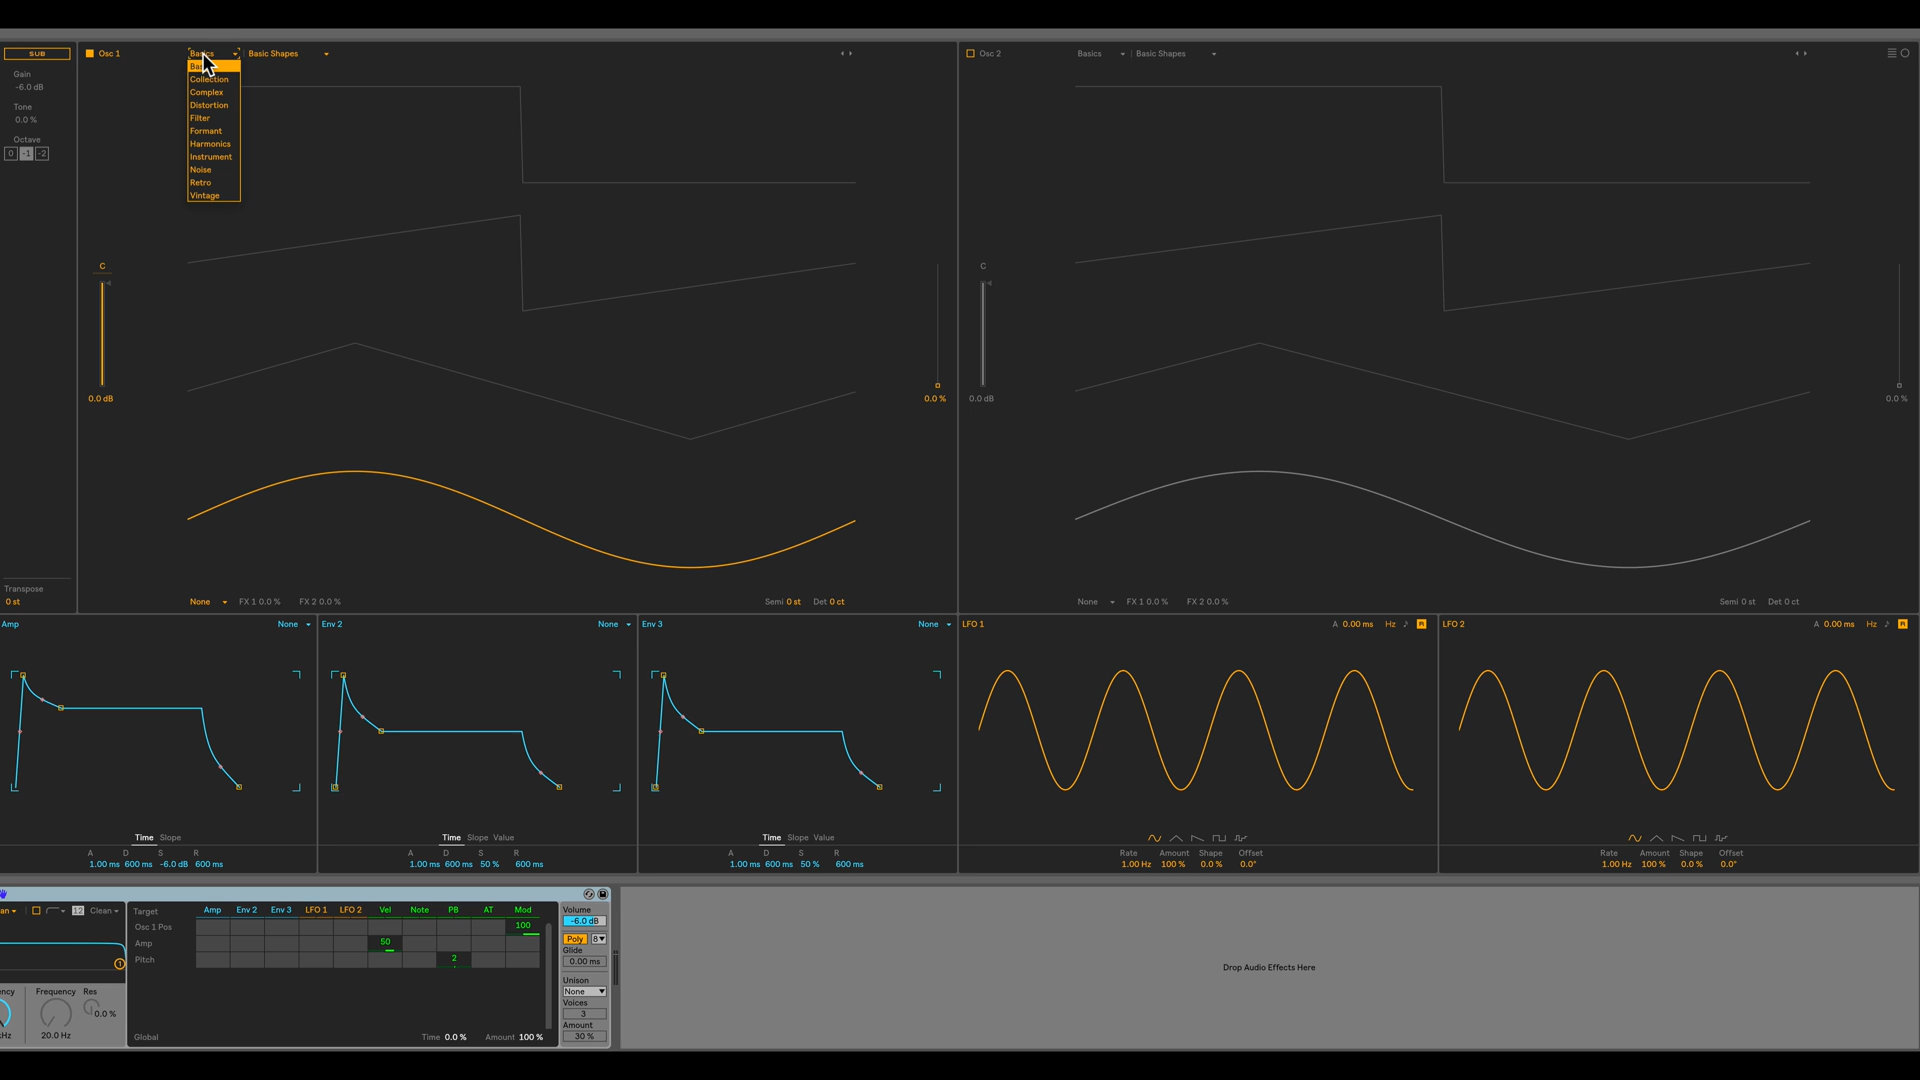 SUB
Gain
-6.0 dB
Tone
0.0 %
Octave
0 -1 -2
Transpose
0 st
Osc 1
Basics
Basic Shapes
Collection
Complex
Distortion
Filter
Formant
Harmonics
Instrument
Noise
Retro
Vintage
C
0.0 dB
0.0 %
None FX 1 0.0 % FX 2 0.0 % Semi 0 st Det 0 ct
Osc 2 Basics Basic Shapes
C
0.0 dB
0.0 %
None FX 1 0.0 % FX 2 0.0 % Semi 0 st Det 0 ct
Amp None
Time Slope
A D S R
1.00 ms 600 ms -6.0 dB 600 ms
Env 2 None
Time Slope Value
A D S R
1.00 ms 600 ms 50 % 600 ms
Env 3 None
Time Slope Value
A D S R
1.00 ms 600 ms 50 % 600 ms
LFO 1 A 0.00 ms Hz R
Rate Amount Shape Offset
1.00 Hz 100 % 0.0 % 0.0°
LFO 2 A 0.00 ms Hz R
Rate Amount Shape Offset
1.00 Hz 100 % 0.0 % 0.0°
12 Clean
1
Frequency Res
20.0 Hz 0.0 %
Target Amp Env 2 Env 3 LFO 1 LFO 2 Vel Note PB AT Mod
Osc 1 Pos 100
Amp 50
Pitch 2
Global Time 0.0 % Amount 100 %
Volume
-6.0 dB
Poly 8
Glide
0.00 ms
Unison
None
Voices
3
Amount
30 %
Drop Audio Effects Here